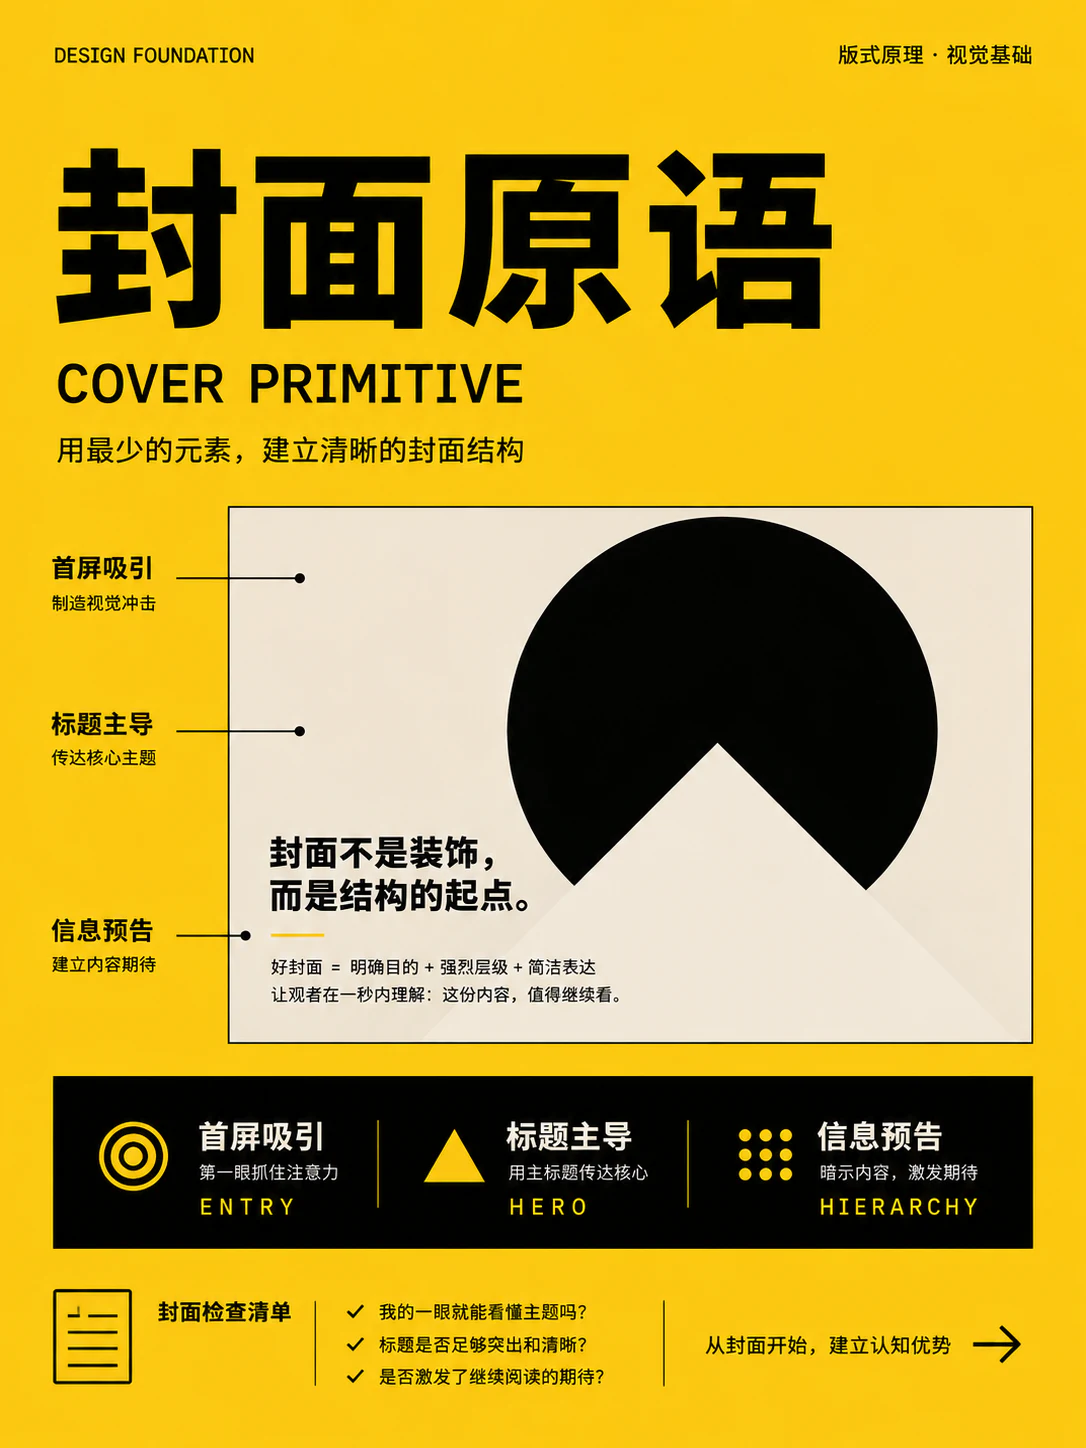 DESIGN FOUNDATION
版式原理 · 视觉基础
封面原语
COVER PRIMITIVE
用最少的元素，建立清晰的封面结构
首屏吸引
制造视觉冲击
标题主导
传达核心主题
信息预告
建立内容期待
封面不是装饰，
而是结构的起点。
好封面 = 明确目的 + 强烈层级 + 简洁表达
让观者在一秒内理解：这份内容，值得继续看。
首屏吸引
第一眼抓住注意力
ENTRY
标题主导
用主标题传达核心
HERO
信息预告
暗示内容，激发期待
HIERARCHY
封面检查清单
我的一眼就能看懂主题吗？
标题是否足够突出和清晰？
是否激发了继续阅读的期待？
从封面开始，建立认知优势